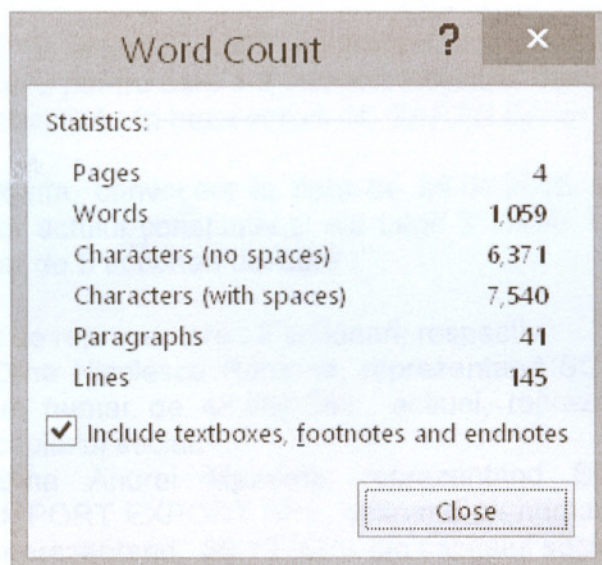 Word Count ? ×
Statistics:
Pages 4
Words 1,059
Characters (no spaces) 6,371
Characters (with spaces) 7,540
Paragraphs 41
Lines 145
Include textboxes, footnotes and endnotes
Close